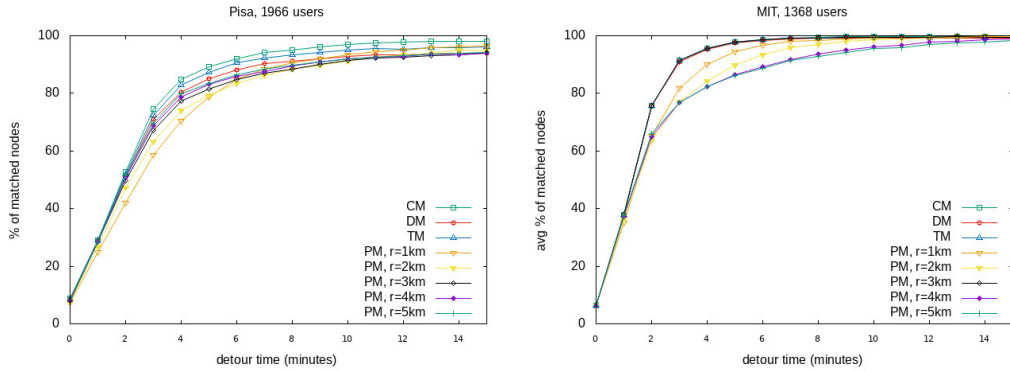 Pisa, 1966 users
% of matched nodes
100
80
60
40
20
0
CM
DM
TM
PM, r=1km
PM, r=2km
PM, r=3km
PM, r=4km
PM, r=5km
0 2 4 6 8 10 12 14
detour time (minutes)
MIT, 1368 users
avg % of matched nodes
100
80
60
40
20
0
CM
DM
TM
PM, r=1km
PM, r=2km
PM, r=3km
PM, r=4km
PM, r=5km
0 2 4 6 8 10 12 14
detour time (minutes)